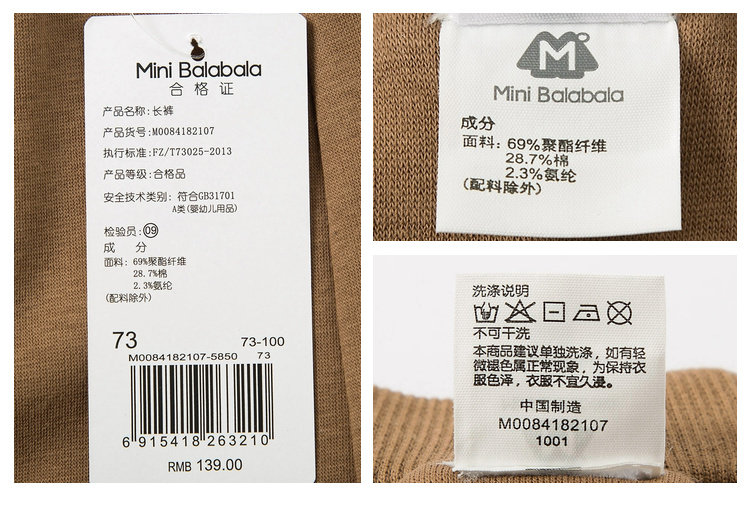 Mini Balabala
合格证
产品名称:长裤
产品货号:M0084182107
执行标准:FZ/T73025-2013
产品等级:合格品
安全技术类别: 符合GB31701
A类(婴幼儿用品)
检验员:09
成 分
面料: 69%聚酯纤维
28.7%棉
2.3%氨纶
(配料除外)
73 73-100
M0084182107-5850 73
6 915418 263210
RMB 139.00
M
Mini Balabala
成分
面料: 69%聚酯纤维
28.7%棉
2.3%氨纶
(配料除外)
洗涤说明
不可干洗
本商品建议单独洗涤, 如有轻
微褪色属正常现象, 为保持衣
服色泽, 衣服不宜久浸。
中国制造
M0084182107
1001